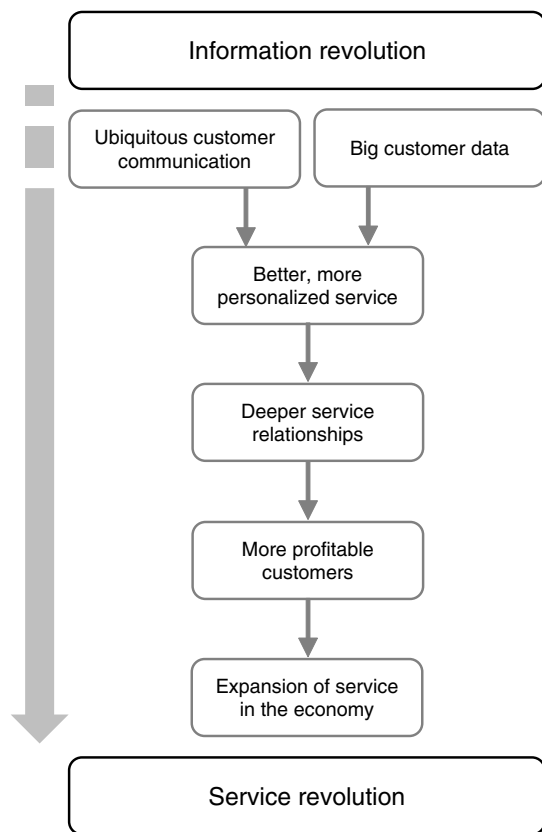 Information revolution
Ubiquitous customer
communication
Big customer data
Better, more
personalized service
Deeper service
relationships
More profitable
customers
Expansion of service
in the economy
Service revolution